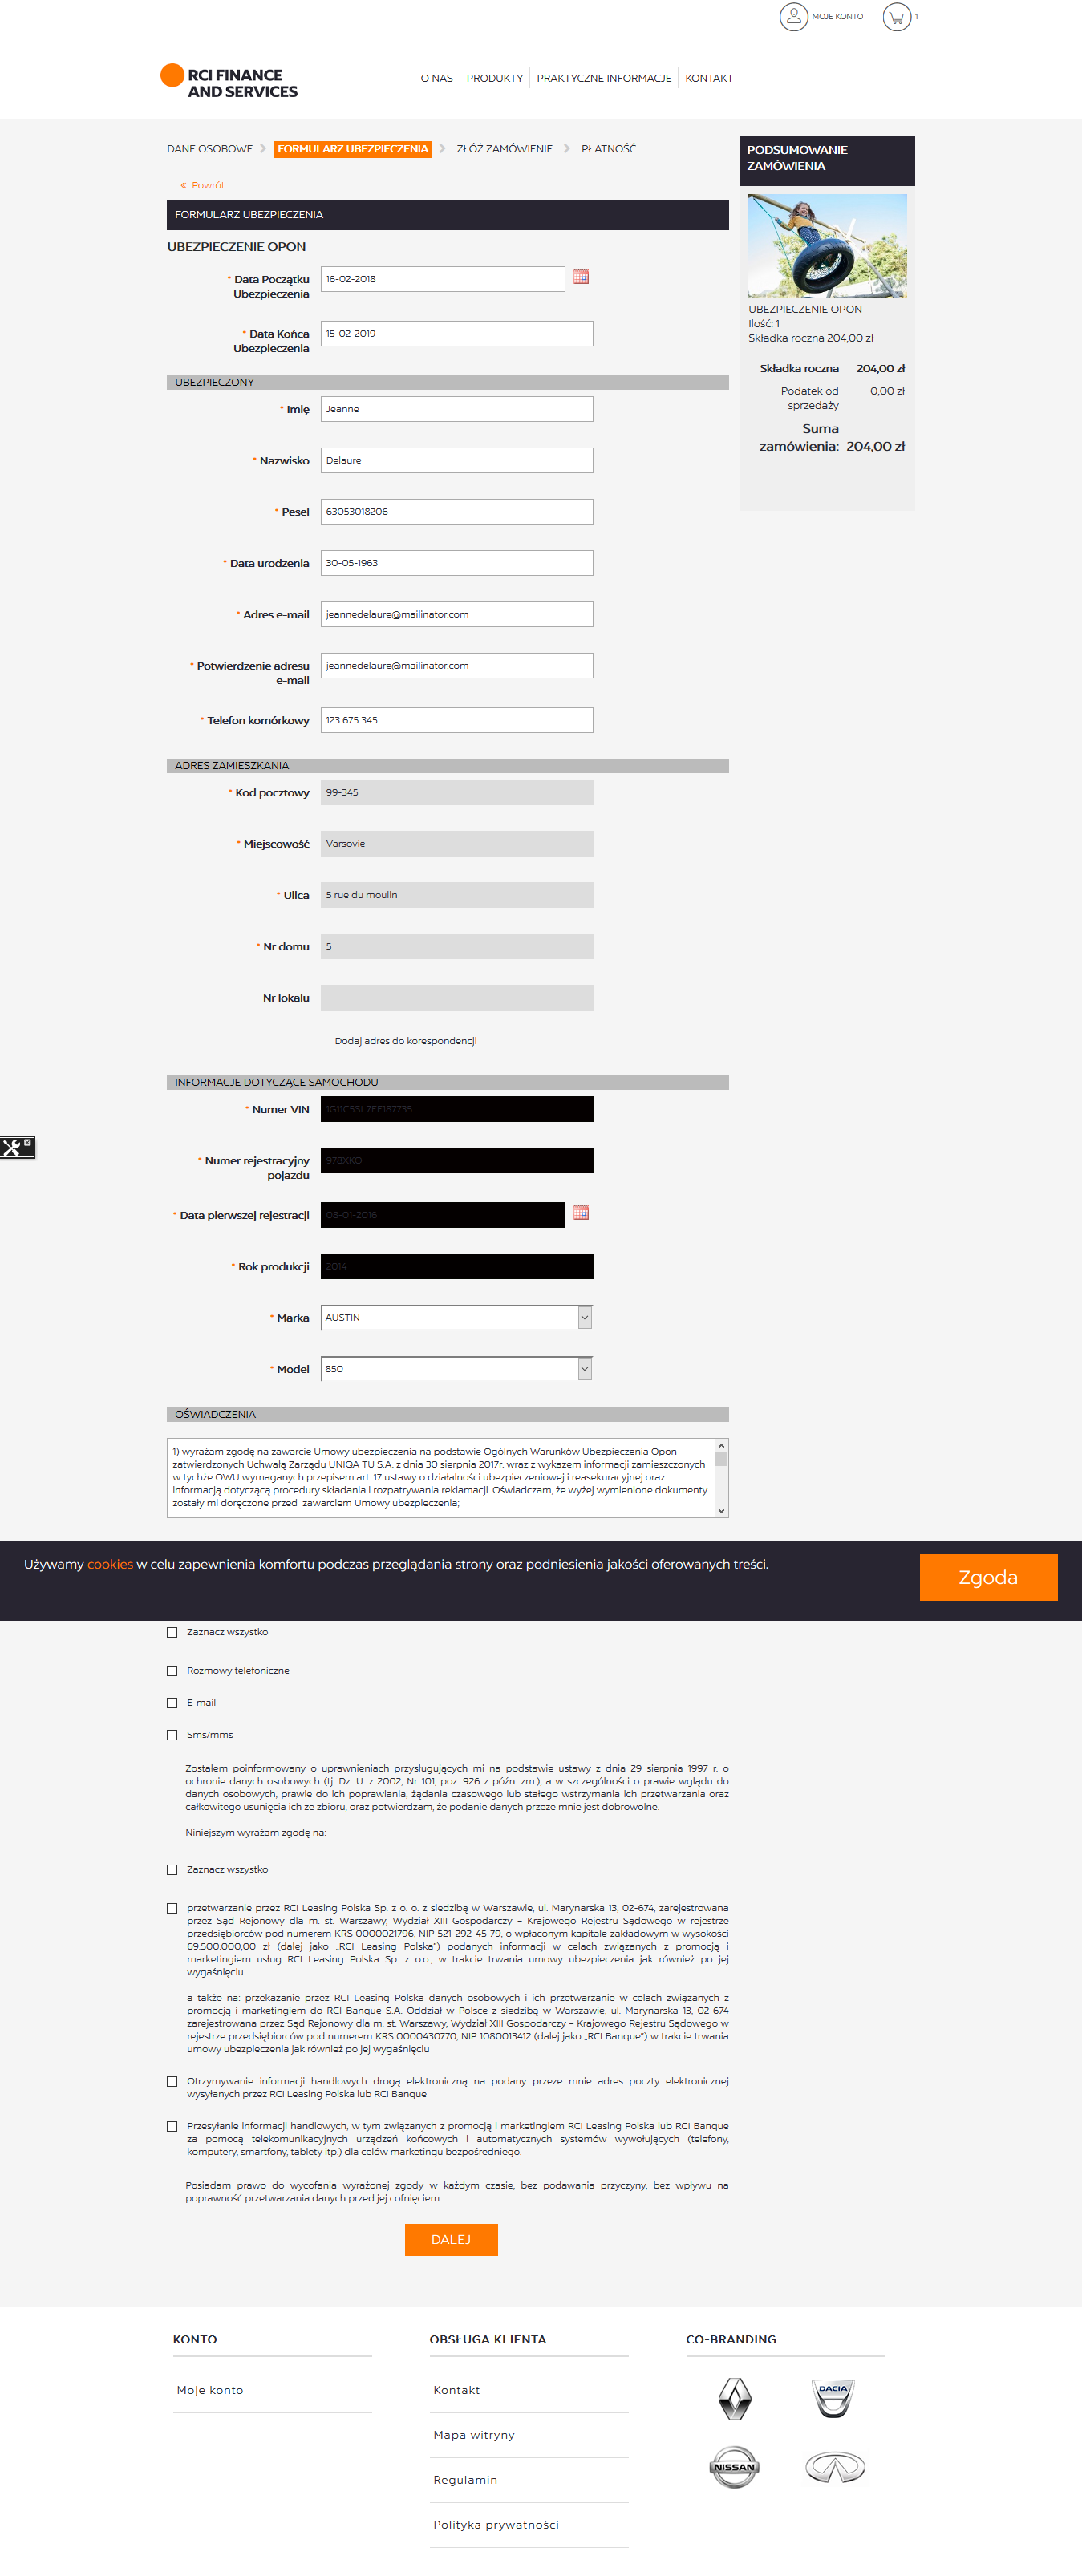 MOJE KONTO
1
RCI FINANCE
AND SERVICES
O NAS
PRODUKTY
PRAKTYCZNE INFORMACJE
KONTAKT
DANE OSOBOWE
FORMULARZ UBEZPIECZENIA
ZŁÓŻ ZAMÓWIENIE
PŁATNOŚĆ
« Powrót
FORMULARZ UBEZPIECZENIA
UBEZPIECZENIE OPON
* Data Początku
Ubezpieczenia
16-02-2018
* Data Końca
Ubezpieczenia
15-02-2019
UBEZPIECZONY
* Imię
Jeanne
* Nazwisko
Delaure
* Pesel
63053018206
* Data urodzenia
30-05-1963
* Adres e-mail
jeannedelaure@mailinator.com
* Potwierdzenie adresu
e-mail
jeannedelaure@mailinator.com
* Telefon komórkowy
123 675 345
ADRES ZAMIESZKANIA
* Kod pocztowy
99-345
* Miejscowość
Varsovie
* Ulica
5 rue du moulin
* Nr domu
5
Nr lokalu
Dodaj adres do korespondencji
INFORMACJE DOTYCZĄCE SAMOCHODU
* Numer VIN
1G11C5SL7EF187735
* Numer rejestracyjny
pojazdu
978XKO
* Data pierwszej rejestracji
08-01-2016
* Rok produkcji
2014
* Marka
AUSTIN
* Model
850
OŚWIADCZENIA
1) wyrażam zgodę na zawarcie Umowy ubezpieczenia na podstawie Ogólnych Warunków Ubezpieczenia Opon
zatwierdzonych Uchwałą Zarządu UNIQA TU S.A. z dnia 30 sierpnia 2017r. wraz z wykazem informacji zamieszczonych
w tychże OWU wymaganych przepisem art. 17 ustawy o działalności ubezpieczeniowej i reasekuracyjnej oraz
informacją dotyczącą procedury składania i rozpatrywania reklamacji. Oświadczam, że wyżej wymienione dokumenty
zostały mi doręczone przed zawarciem Umowy ubezpieczenia;
Używamy cookies w celu zapewnienia komfortu podczas przeglądania strony oraz podniesienia jakości oferowanych treści.
Zgoda
Zaznacz wszystko
Rozmowy telefoniczne
E-mail
Sms/mms
Zostałem poinformowany o uprawnieniach przysługujących mi na podstawie ustawy z dnia 29 sierpnia 1997 r. o
ochronie danych osobowych (tj. Dz. U. z 2002, Nr 101, poz. 926 z późn. zm.), a w szczególności o prawie wglądu do
danych osobowych, prawie do ich poprawiania, żądania czasowego lub stałego wstrzymania ich przetwarzania oraz
całkowitego usunięcia ich ze zbioru, oraz potwierdzam, że podanie danych przeze mnie jest dobrowolne.
Niniejszym wyrażam zgodę na:
Zaznacz wszystko
przetwarzanie przez RCI Leasing Polska Sp. z o. o. z siedzibą w Warszawie, ul. Marynarska 13, 02-674, zarejestrowana
przez Sąd Rejonowy dla m. st. Warszawy, Wydział XIII Gospodarczy – Krajowego Rejestru Sądowego w rejestrze
przedsiębiorców pod numerem KRS 0000021796, NIP 521-292-45-79, o wpłaconym kapitale zakładowym w wysokości
69.500.000,00 zł (dalej jako „RCI Leasing Polska") podanych informacji w celach związanych z promocją i
marketingiem usług RCI Leasing Polska Sp. z o.o., w trakcie trwania umowy ubezpieczenia jak również po jej
wygaśnięciu
a także na: przekazanie przez RCI Leasing Polska danych osobowych i ich przetwarzanie w celach związanych z
promocją i marketingiem do RCI Banque S.A. Oddział w Polsce z siedzibą w Warszawie, ul. Marynarska 13, 02-674
zarejestrowana przez Sąd Rejonowy dla m. st. Warszawy, Wydział XIII Gospodarczy – Krajowego Rejestru Sądowego w
rejestrze przedsiębiorców pod numerem KRS 0000430770, NIP 1080013412 (dalej jako „RCI Banque") w trakcie trwania
umowy ubezpieczenia jak również po jej wygaśnięciu
Otrzymywanie informacji handlowych drogą elektroniczną na podany przeze mnie adres poczty elektronicznej
wysyłanych przez RCI Leasing Polska lub RCI Banque
Przesyłanie informacji handlowych, w tym związanych z promocją i marketingiem RCI Leasing Polska lub RCI Banque
za pomocą telekomunikacyjnych urządzeń końcowych i automatycznych systemów wywołujących (telefony,
komputery, smartfony, tablety itp.) dla celów marketingu bezpośredniego.
Posiadam prawo do wycofania wyrażonej zgody w każdym czasie, bez podawania przyczyny, bez wpływu na
poprawność przetwarzania danych przed jej cofnięciem.
DALEJ
PODSUMOWANIE
ZAMÓWIENIA
UBEZPIECZENIE OPON
Ilość: 1
Składka roczna 204,00 zł
Składka roczna 204,00 zł
Podatek od
sprzedaży
0,00 zł
Suma
zamówienia: 204,00 zł
KONTO
Moje konto
OBSŁUGA KLIENTA
Kontakt
Mapa witryny
Regulamin
Polityka prywatności
CO-BRANDING
DACIA
NISSAN